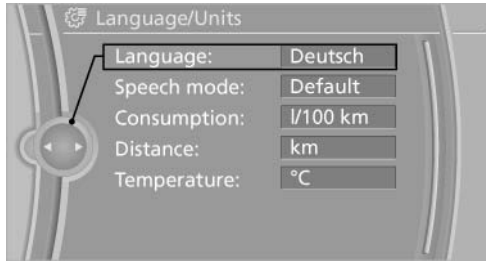 Language/Units
Language: Deutsch
Speech mode: Default
Consumption: l/100 km
Distance: km
Temperature: °C